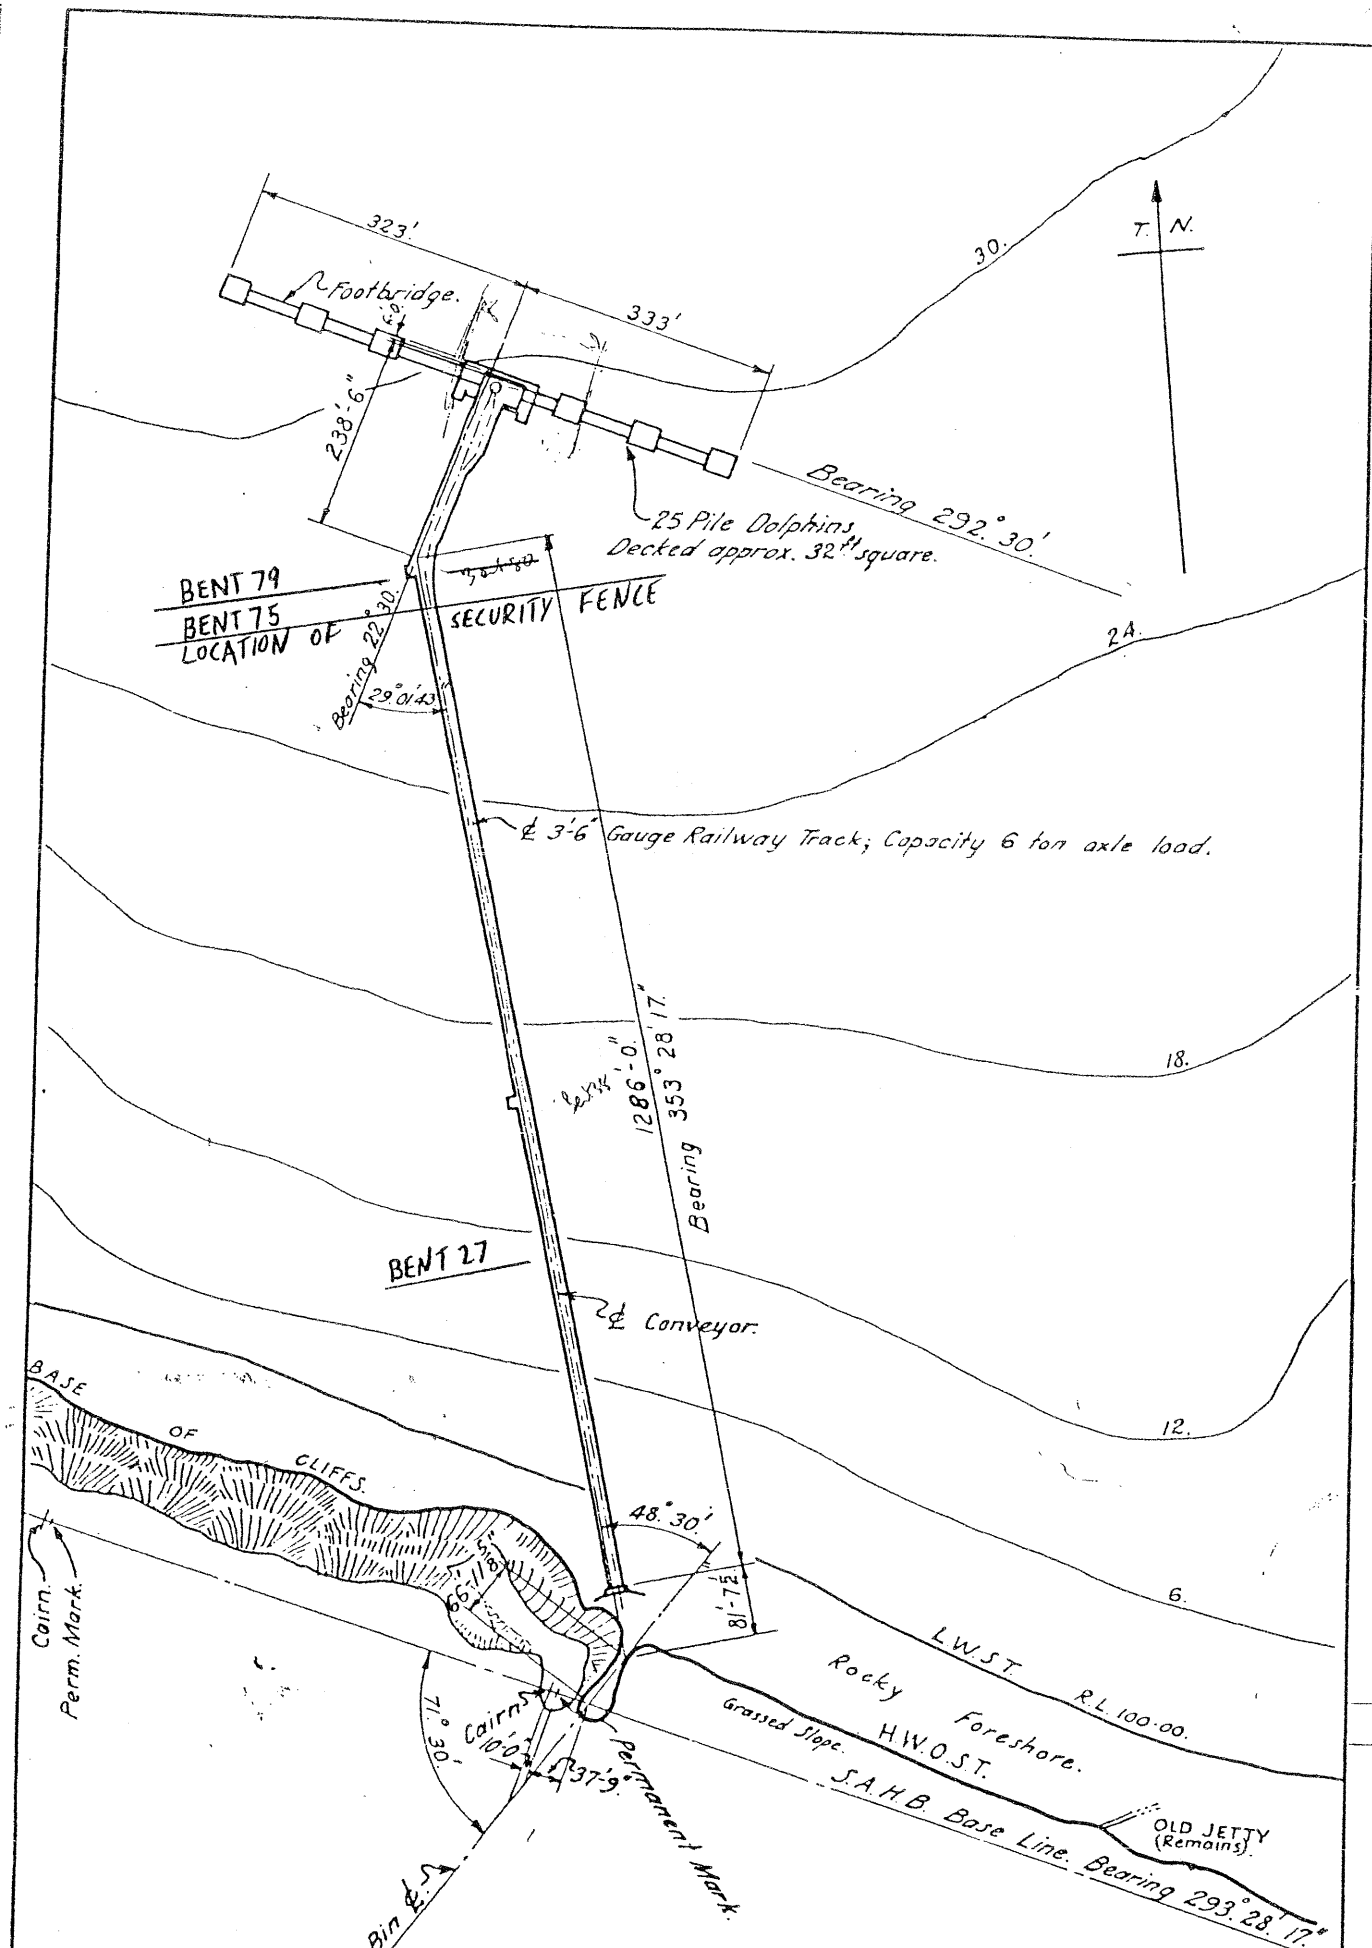 323'
Footbridge.
333'
30.
T. N.
238'-6"
Bearing 292° 30'
25 Pile Dolphins
Decked approx. 32ft square.
BENT 79
BENT 75
LOCATION OF SECURITY FENCE
Bearing 22° 30'
29° 01' 43"
24.
℄ 3'-6" Gauge Railway Track; Capacity 6 ton axle load.
1286'-0"
Bearing 353° 28' 17"
18.
BENT 27
℄ Conveyor.
12.
BASE OF CLIFFS.
48° 30'
81'-7½"
6.
Cairn.
Perm. Mark.
66'
L.W.S.T. R.L. 100·00.
Rocky Foreshore.
Grassed Slope.
H.W.O.S.T.
71° 30'
Cairns
10'-0"
37'-9"
Permanent Mark.
S.A.H.B. Base Line. Bearing 293° 28' 17"
OLD JETTY
(Remains).
Bin ℄